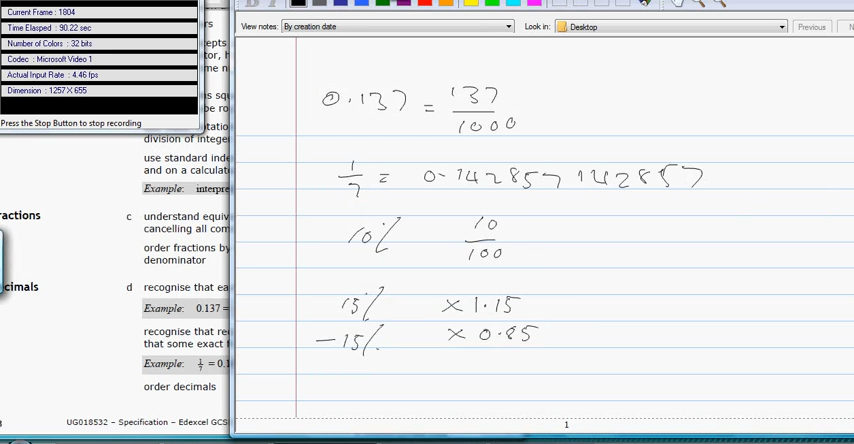 Current Frame : 1804
Time Elasped : 90.22 sec
Number of Colors : 32 bits
Codec : Microsoft Video 1
Actual Input Rate : 4.46 fps
Dimension : 1257 X 655
Press the Stop Button to stop recording
division of integer
use standard inde
and on a calculat
Example: interpre
ractions
c understand equiv
cancelling all com
order fractions by
denominator
cimals
d recognise that ea
Example: 0.137 =
recognise that re
that some exact f
Example: 1/7 = 0.1
order decimals
UG018532 – Specification – Edexcel GCS
View notes: By creation date
Look in: Desktop
Previous
0.137 = 137/1000
1/7 = 0.142857 142857
10% 10/100
15% × 1.15
-15% × 0.85
1